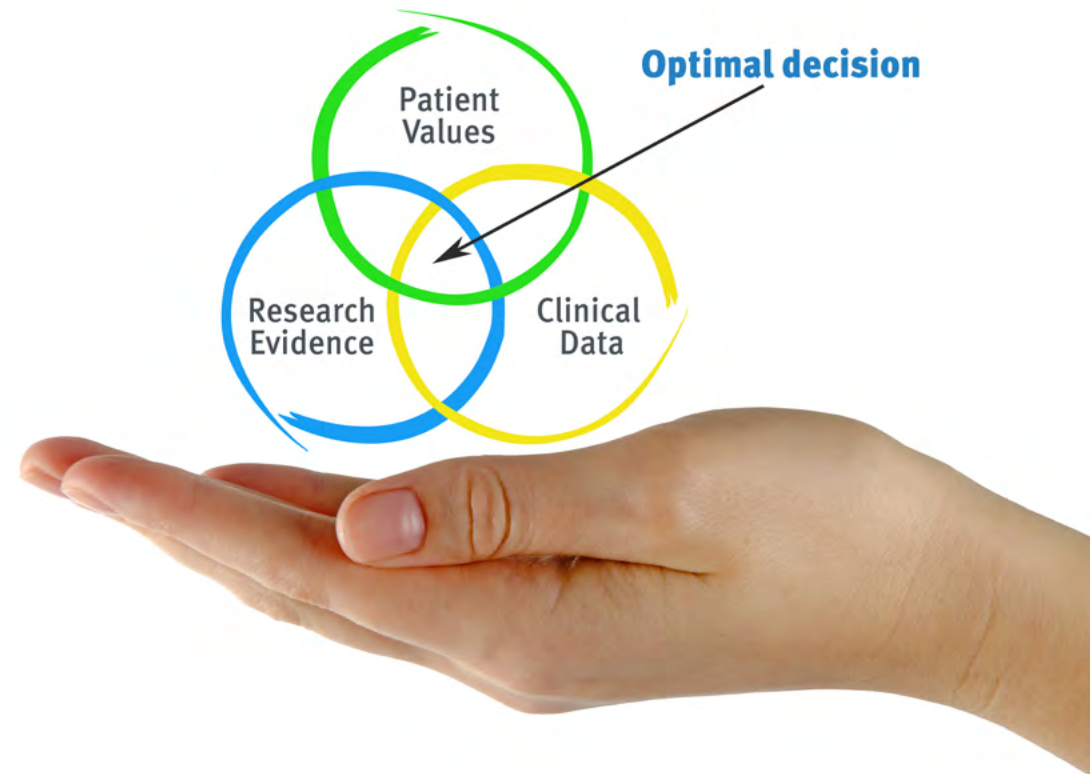 Optimal decision
Patient
Values
Research
Evidence
Clinical
Data